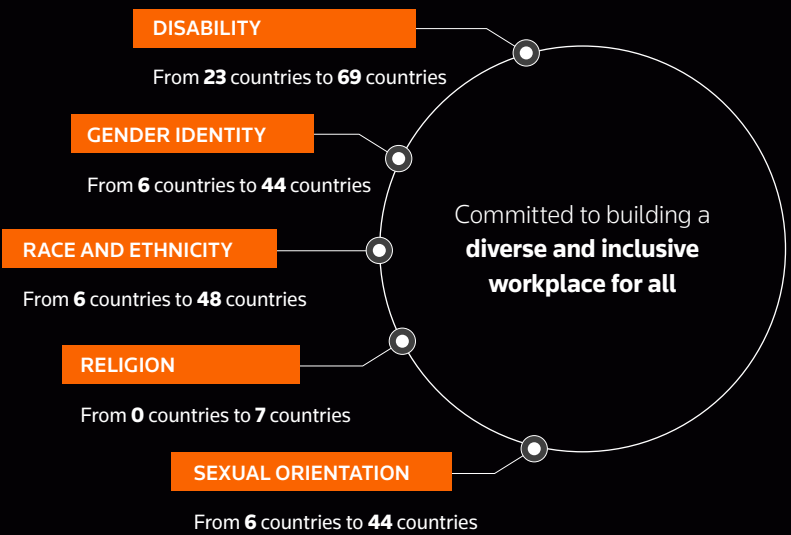 DISABILITY
From 23 countries to 69 countries
GENDER IDENTITY
From 6 countries to 44 countries
RACE AND ETHNICITY
From 6 countries to 48 countries
RELIGION
From 0 countries to 7 countries
SEXUAL ORIENTATION
From 6 countries to 44 countries
Committed to building a
diverse and inclusive
workplace for all